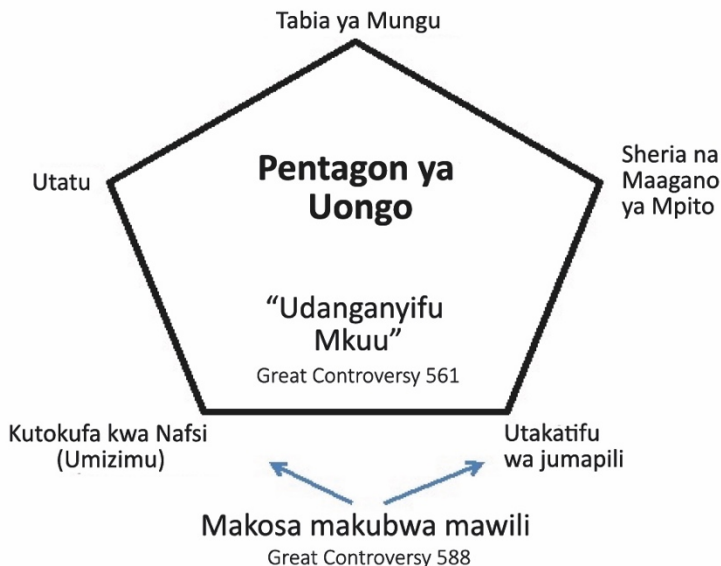 Tabia ya Mungu
Utatu
Pentagon ya
Uongo
Sheria na
Maagano
ya Mpito
“Udanganyifu
Mkuu”
Great Controversy 561
Kutokufa kwa Nafsi
(Umizimu)
Utakatifu
wa jumapili
Makosa makubwa mawili
Great Controversy 588